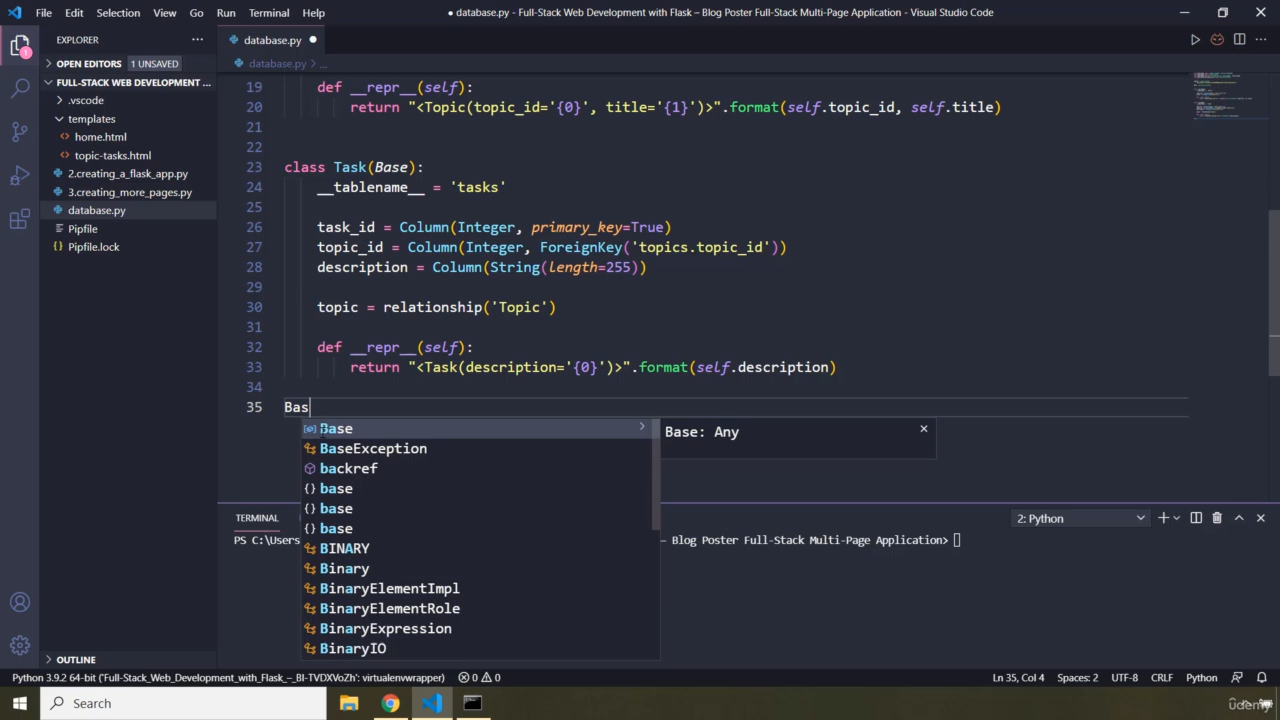 File Edit Selection View Go Run Terminal Help
● database.py - Full-Stack Web Development with Flask – Blog Poster Full-Stack Multi-Page Application - Visual Studio Code
EXPLORER
OPEN EDITORS 1 UNSAVED
FULL-STACK WEB DEVELOPMENT ...
.vscode
templates
home.html
topic-tasks.html
2.creating_a_flask_app.py
3.creating_more_pages.py
database.py
Pipfile
Pipfile.lock
OUTLINE
1
database.py
database.py > ...
19 def __repr__(self):
20 return "<Topic(topic_id='{0}', title='{1}')>".format(self.topic_id, self.title)
21
22
23 class Task(Base):
24 __tablename__ = 'tasks'
25
26 task_id = Column(Integer, primary_key=True)
27 topic_id = Column(Integer, ForeignKey('topics.topic_id'))
28 description = Column(String(length=255))
29
30 topic = relationship('Topic')
31
32 def __repr__(self):
33 return "<Task(description='{0}')>".format(self.description)
34
35 Bas
Base
BaseException
backref
base
base
base
BINARY
Binary
BinaryElementImpl
BinaryElementRole
BinaryExpression
BinaryIO
Base: Any
TERMINAL
2: Python
PS C:\Users
– Blog Poster Full-Stack Multi-Page Application>
Python 3.9.2 64-bit ('Full-Stack_Web_Development_with_Flask_–_Bl-TVDXVoZh': virtualenvwrapper) 0 0
Ln 35, Col 4 Spaces: 2 UTF-8 CRLF Python
Search
udemy